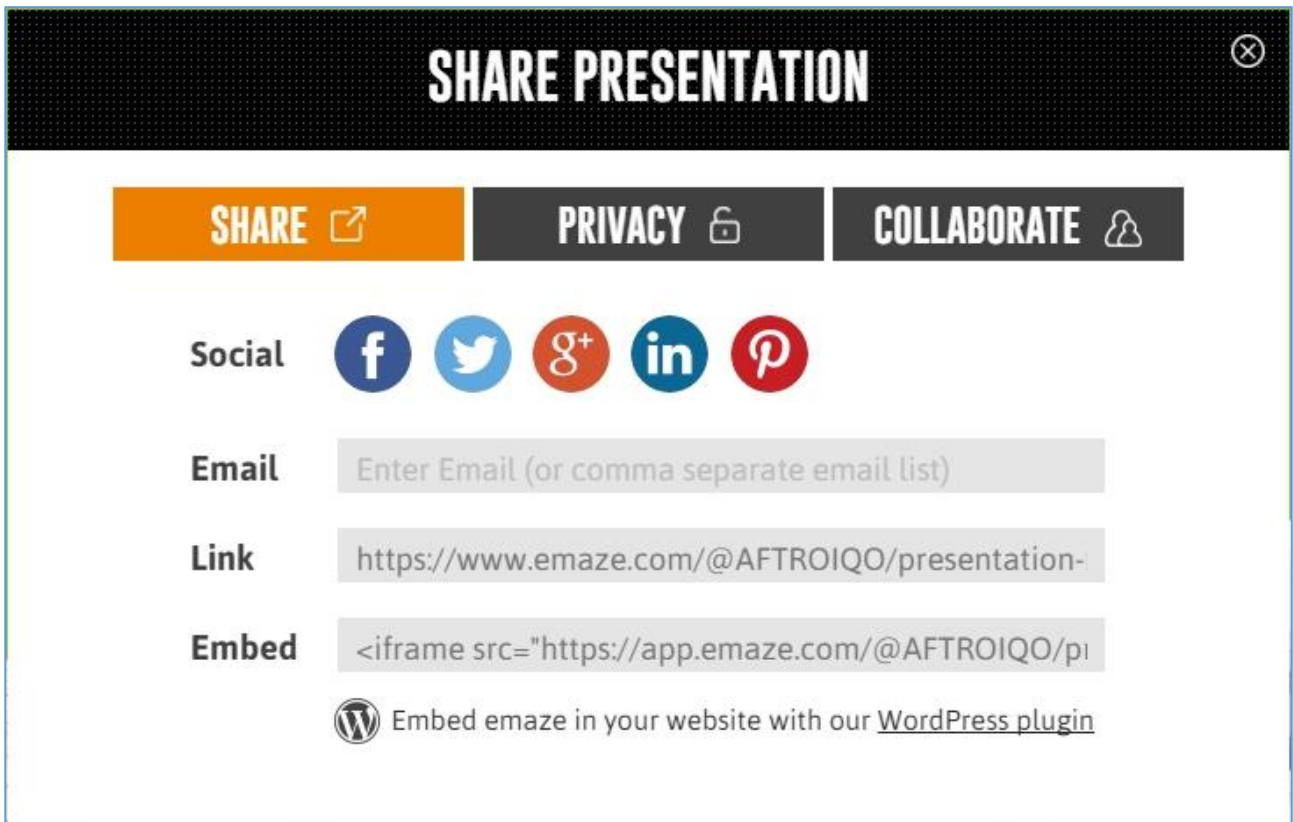 SHARE PRESENTATION
SHARE PRIVACY COLLABORATE
Social f g+ in
Email Enter Email (or comma separate email list)
Link https://www.emaze.com/@AFTROIQO/presentation-
Embed <iframe src="https://app.emaze.com/@AFTROIQO/p
Embed emaze in your website with our WordPress plugin